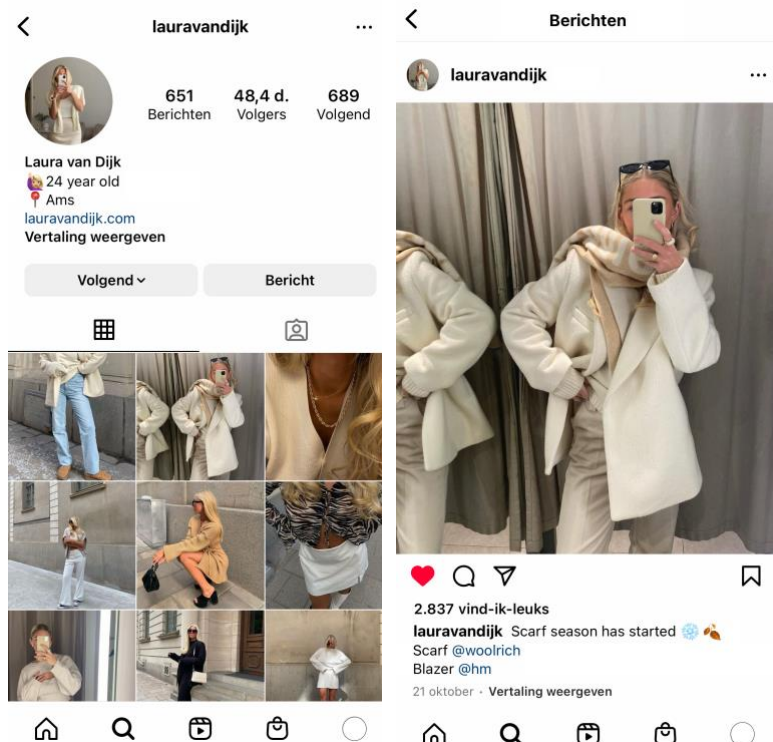 lauravandijk
651 48,4 d. 689
Berichten Volgers Volgend
Laura van Dijk
24 year old
Ams
lauravandijk.com
Vertaling weergeven
Volgend
Bericht
Berichten
lauravandijk
2.837 vind-ik-leuks
lauravandijk Scarf season has started
Scarf @woolrich
Blazer @hm
21 oktober · Vertaling weergeven